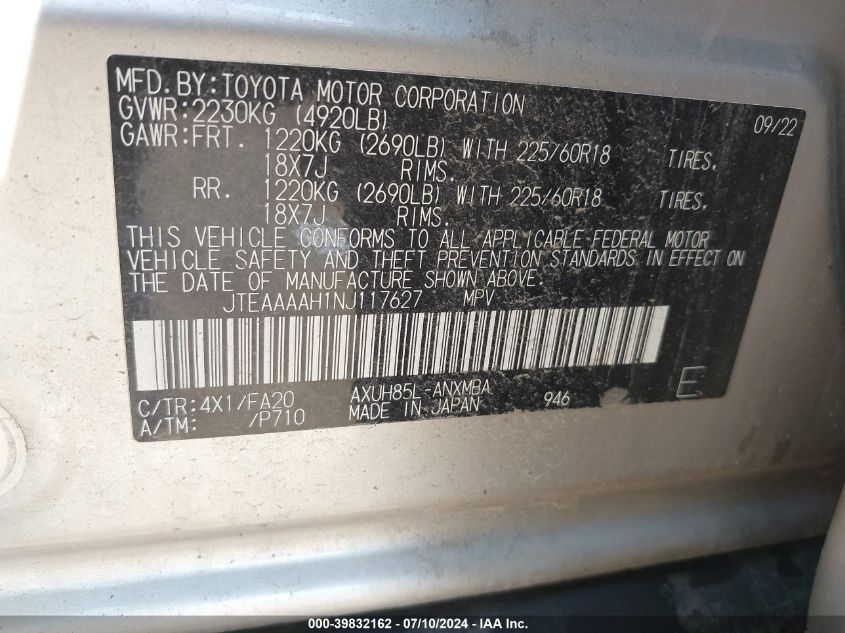 MFD.BY:TOYOTA MOTOR CORPORATION 09/22
GVWR:2230KG (4920LB)
GAWR:FRT. 1220KG (2690LB) WITH 225/60R18 TIRES,
18X7J RIMS.
RR. 1220KG (2690LB) WITH 225/60R18 TIRES,
18X7J RIMS.
THIS VEHICLE CONFORMS TO ALL APPLICABLE FEDERAL MOTOR
VEHICLE SAFETY AND THEFT PREVENTION STANDARDS IN EFFECT ON
THE DATE OF MANUFACTURE SHOWN ABOVE.
JTEAAAAH1NJ117627 MPV
C/TR:4X1/FA20 AXUH85L-ANXMBA 946 E
A/TM: /P710 MADE IN JAPAN
000-39832162 - 07/10/2024 - IAA Inc.